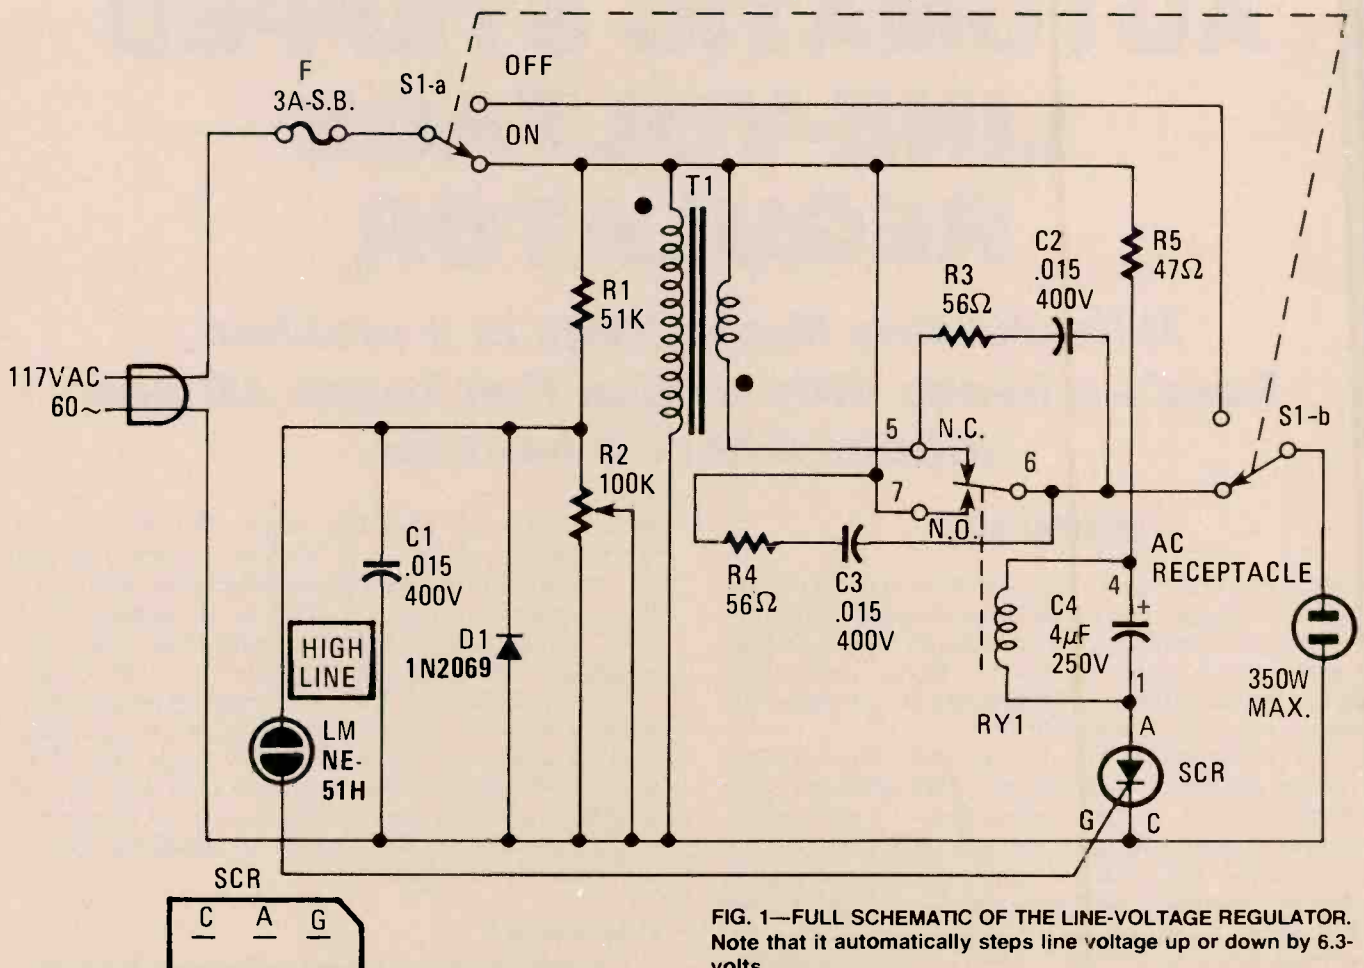 F
3A-S.B.
S1-a
OFF
ON
T1
R1
51K
C2
.015
400V
R3
56Ω
R5
47Ω
117VAC
60~
S1-b
5
N.C.
6
7
N.O.
R2
100K
C1
.015
400V
R4
56Ω
C3
.015
400V
AC
RECEPTACLE
4
+
C4
4μF
250V
1
HIGH
LINE
D1
1N2069
350W
MAX.
RY1
LM
NE-
51H
A
SCR
G
C
SCR
C A G
FIG. 1—FULL SCHEMATIC OF THE LINE-VOLTAGE REGULATOR.
Note that it automatically steps line voltage up or down by 6.3-
volts